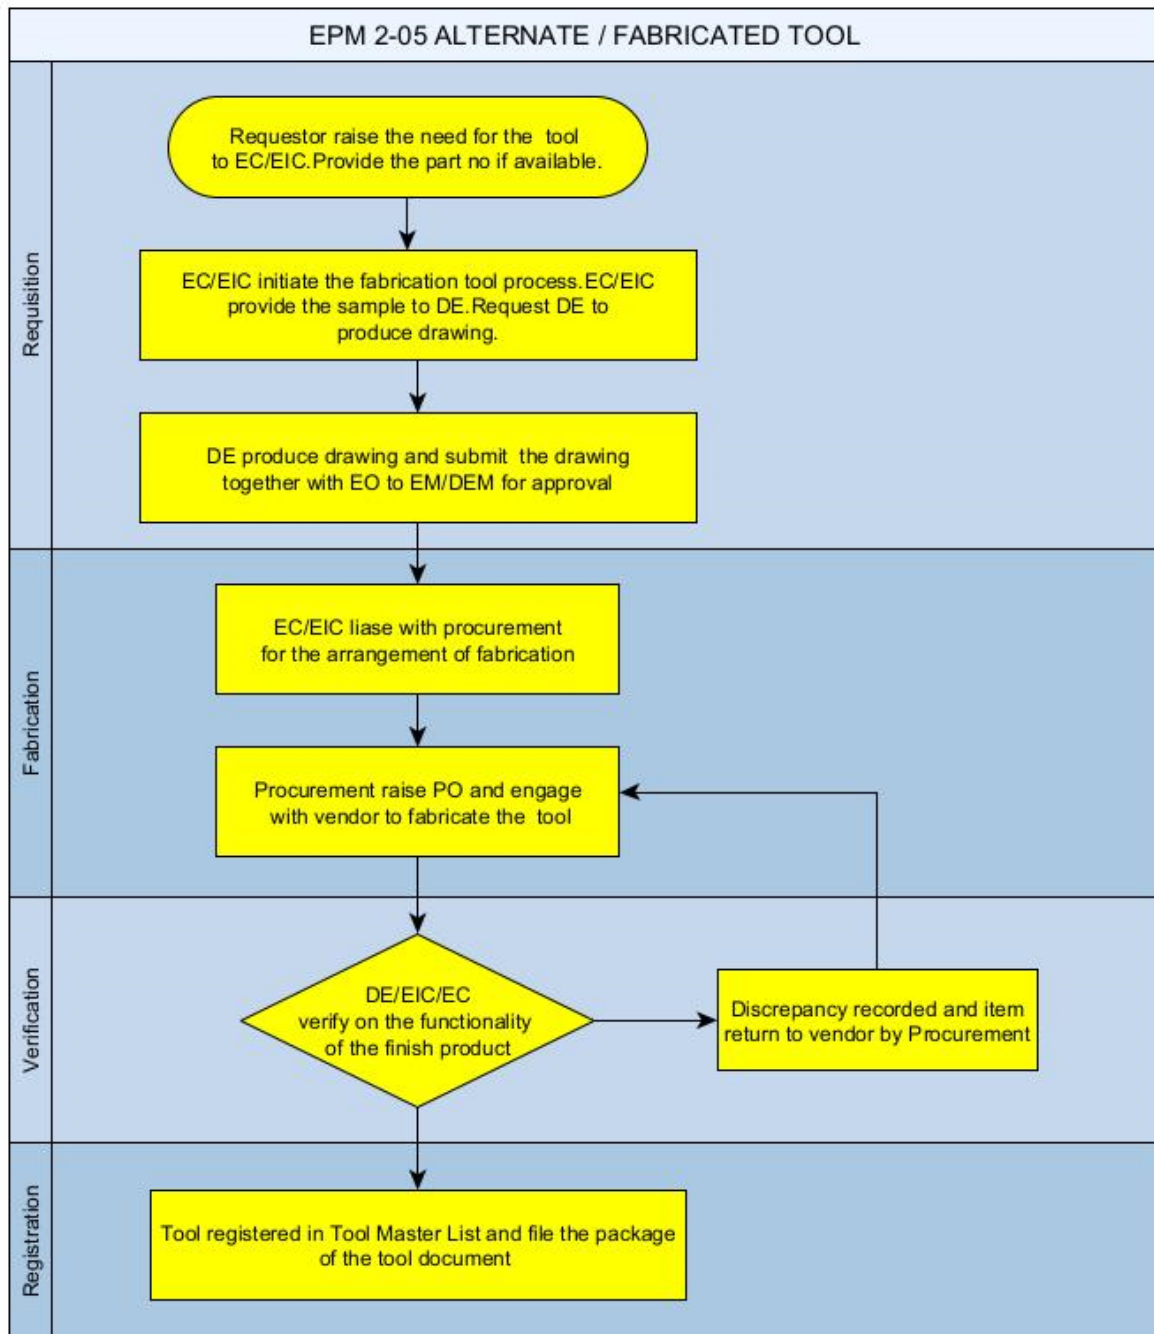 EPM 2-05 ALTERNATE / FABRICATED TOOL
Requisition
Requestor raise the need for the tool
to EC/EIC.Provide the part no if available.
EC/EIC initiate the fabrication tool process.EC/EIC
provide the sample to DE.Request DE to
produce drawing.
DE produce drawing and submit the drawing
together with EO to EM/DEM for approval
Fabrication
EC/EIC liase with procurement
for the arrangement of fabrication
Procurement raise PO and engage
with vendor to fabricate the tool
Verification
DE/EIC/EC
verify on the functionality
of the finish product
Discrepancy recorded and item
return to vendor by Procurement
Registration
Tool registered in Tool Master List and file the package
of the tool document